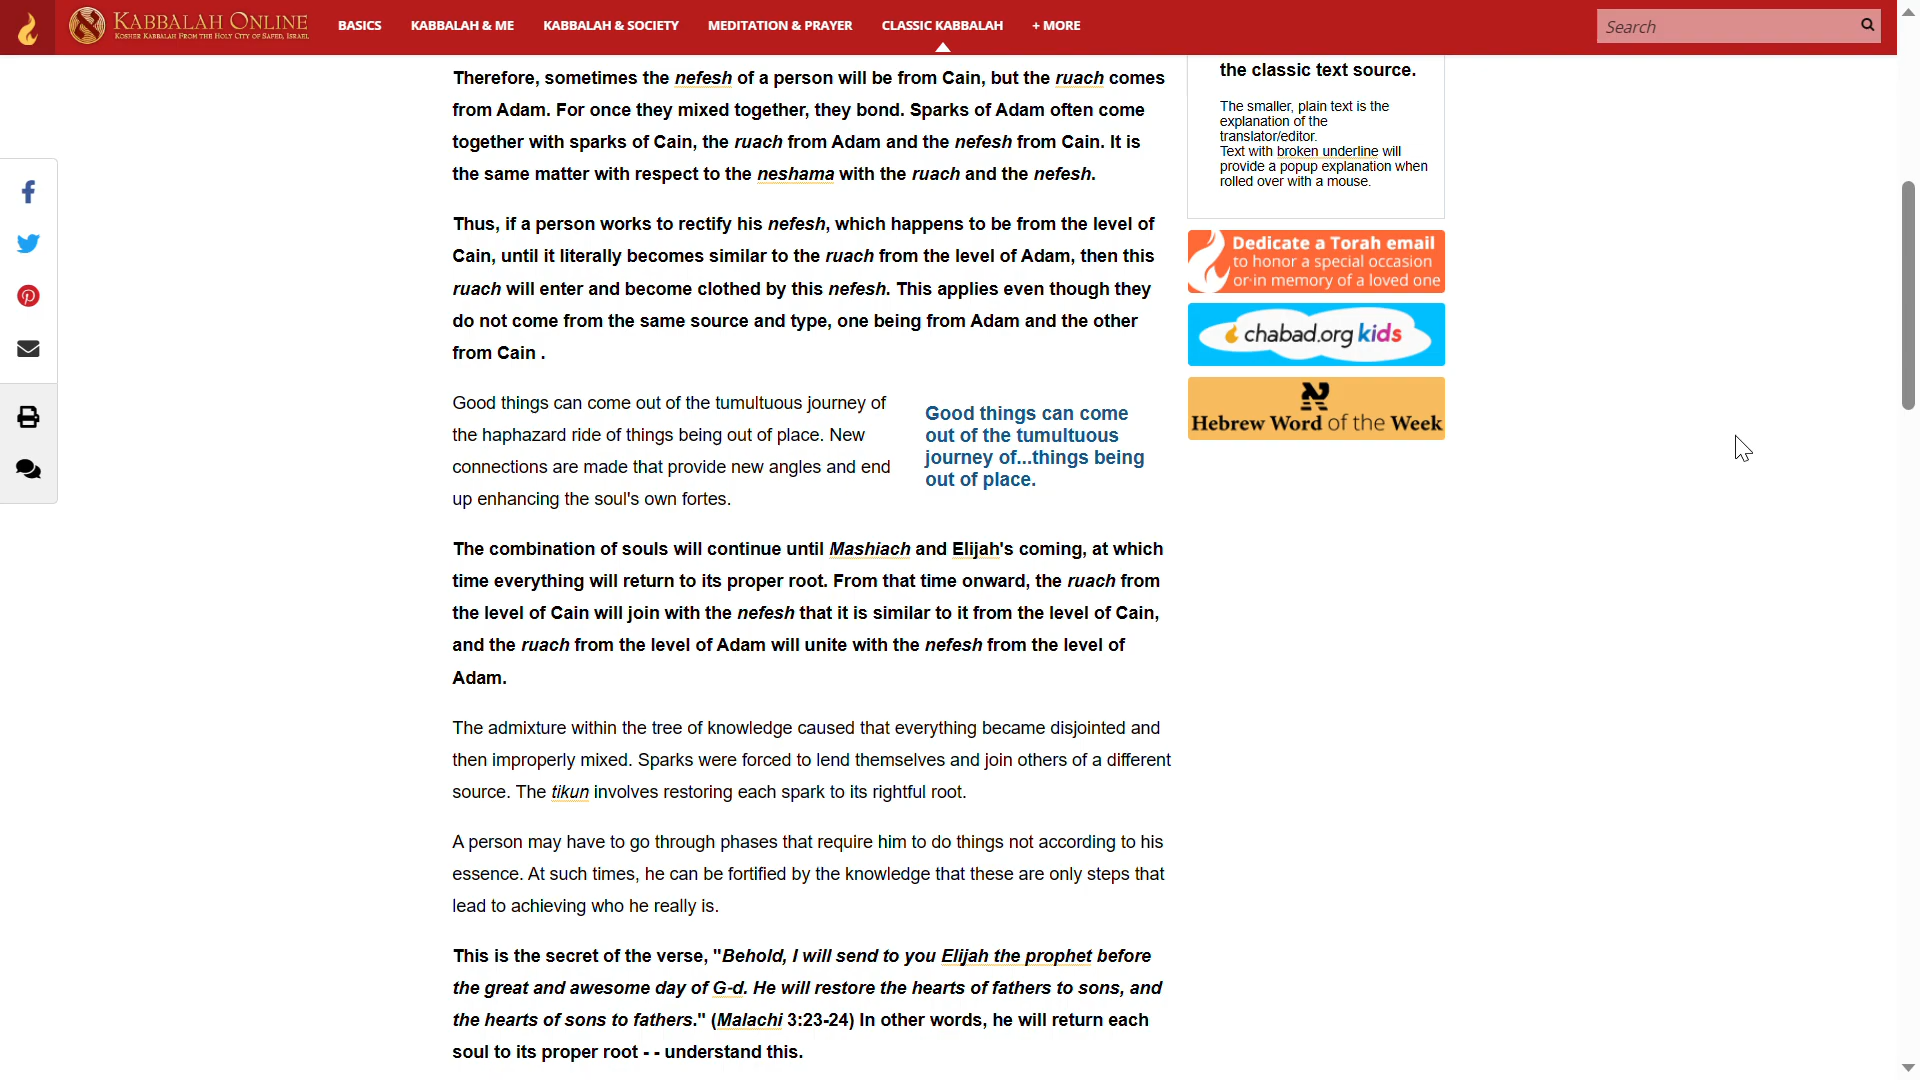 KABBALAH ONLINE
KOSHER KABBALAH FROM THE HOLY CITY OF SAFED, ISRAEL
BASICS
KABBALAH & ME
KABBALAH & SOCIETY
MEDITATION & PRAYER
CLASSIC KABBALAH
+ MORE
Search
Therefore, sometimes the nefesh of a person will be from Cain, but the ruach comes
from Adam. For once they mixed together, they bond. Sparks of Adam often come
together with sparks of Cain, the ruach from Adam and the nefesh from Cain. It is
the same matter with respect to the neshama with the ruach and the nefesh.
Thus, if a person works to rectify his nefesh, which happens to be from the level of
Cain, until it literally becomes similar to the ruach from the level of Adam, then this
ruach will enter and become clothed by this nefesh. This applies even though they
do not come from the same source and type, one being from Adam and the other
from Cain .
Good things can come out of the tumultuous journey of
the haphazard ride of things being out of place. New
connections are made that provide new angles and end
up enhancing the soul's own fortes.
Good things can come
out of the tumultuous
journey of...things being
out of place.
The combination of souls will continue until Mashiach and Elijah's coming, at which
time everything will return to its proper root. From that time onward, the ruach from
the level of Cain will join with the nefesh that it is similar to it from the level of Cain,
and the ruach from the level of Adam will unite with the nefesh from the level of
Adam.
The admixture within the tree of knowledge caused that everything became disjointed and
then improperly mixed. Sparks were forced to lend themselves and join others of a different
source. The tikun involves restoring each spark to its rightful root.
A person may have to go through phases that require him to do things not according to his
essence. At such times, he can be fortified by the knowledge that these are only steps that
lead to achieving who he really is.
This is the secret of the verse, "Behold, I will send to you Elijah the prophet before
the great and awesome day of G-d. He will restore the hearts of fathers to sons, and
the hearts of sons to fathers." (Malachi 3:23-24) In other words, he will return each
soul to its proper root - - understand this.
the classic text source.
The smaller, plain text is the
explanation of the
translator/editor.
Text with broken underline will
provide a popup explanation when
rolled over with a mouse.
Dedicate a Torah email
to honor a special occasion
or in memory of a loved one
chabad.org kids
א
Hebrew Word of the Week